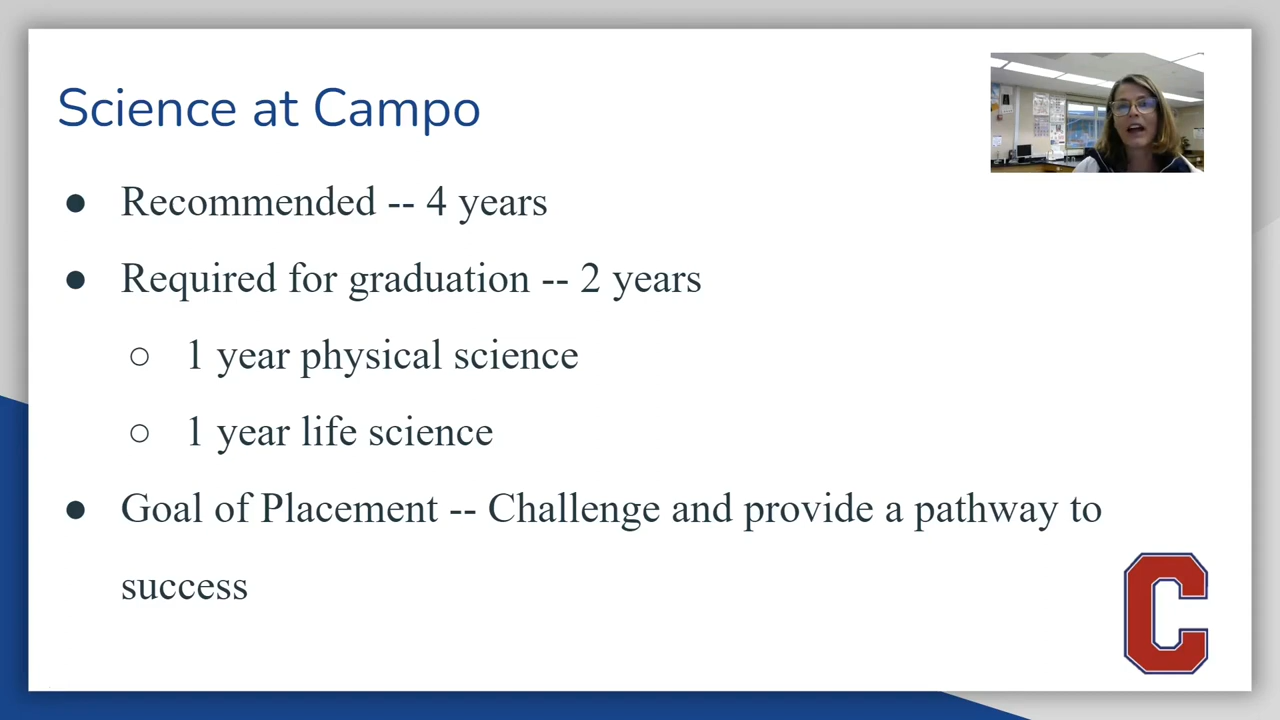 Science at Campo
● Recommended -- 4 years
● Required for graduation -- 2 years
○ 1 year physical science
○ 1 year life science
● Goal of Placement -- Challenge and provide a pathway to
success
C